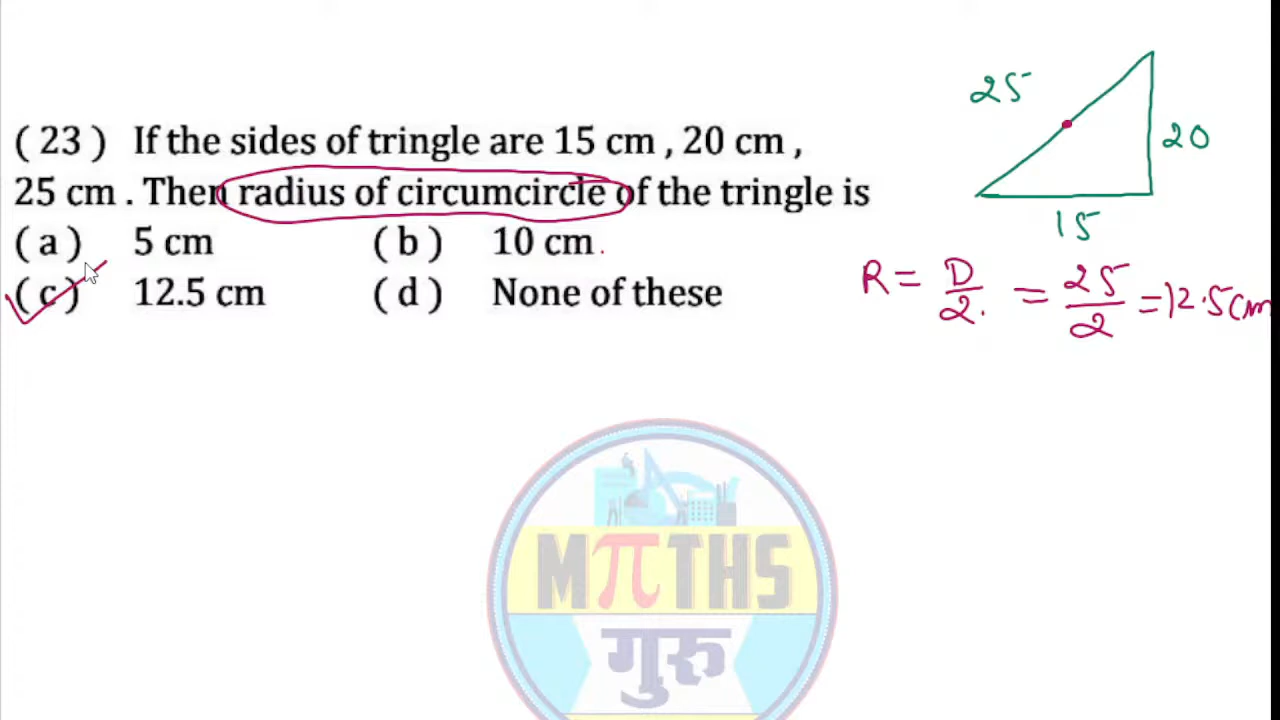 ( 23 ) If the sides of tringle are 15 cm , 20 cm ,
25 cm . Then radius of circumcircle of the tringle is
( a ) 5 cm ( b ) 10 cm .
( c ) 12.5 cm ( d ) None of these
25
20
15
R = D/2. = 25/2 = 12.5 cm
MπTHS
गुरु